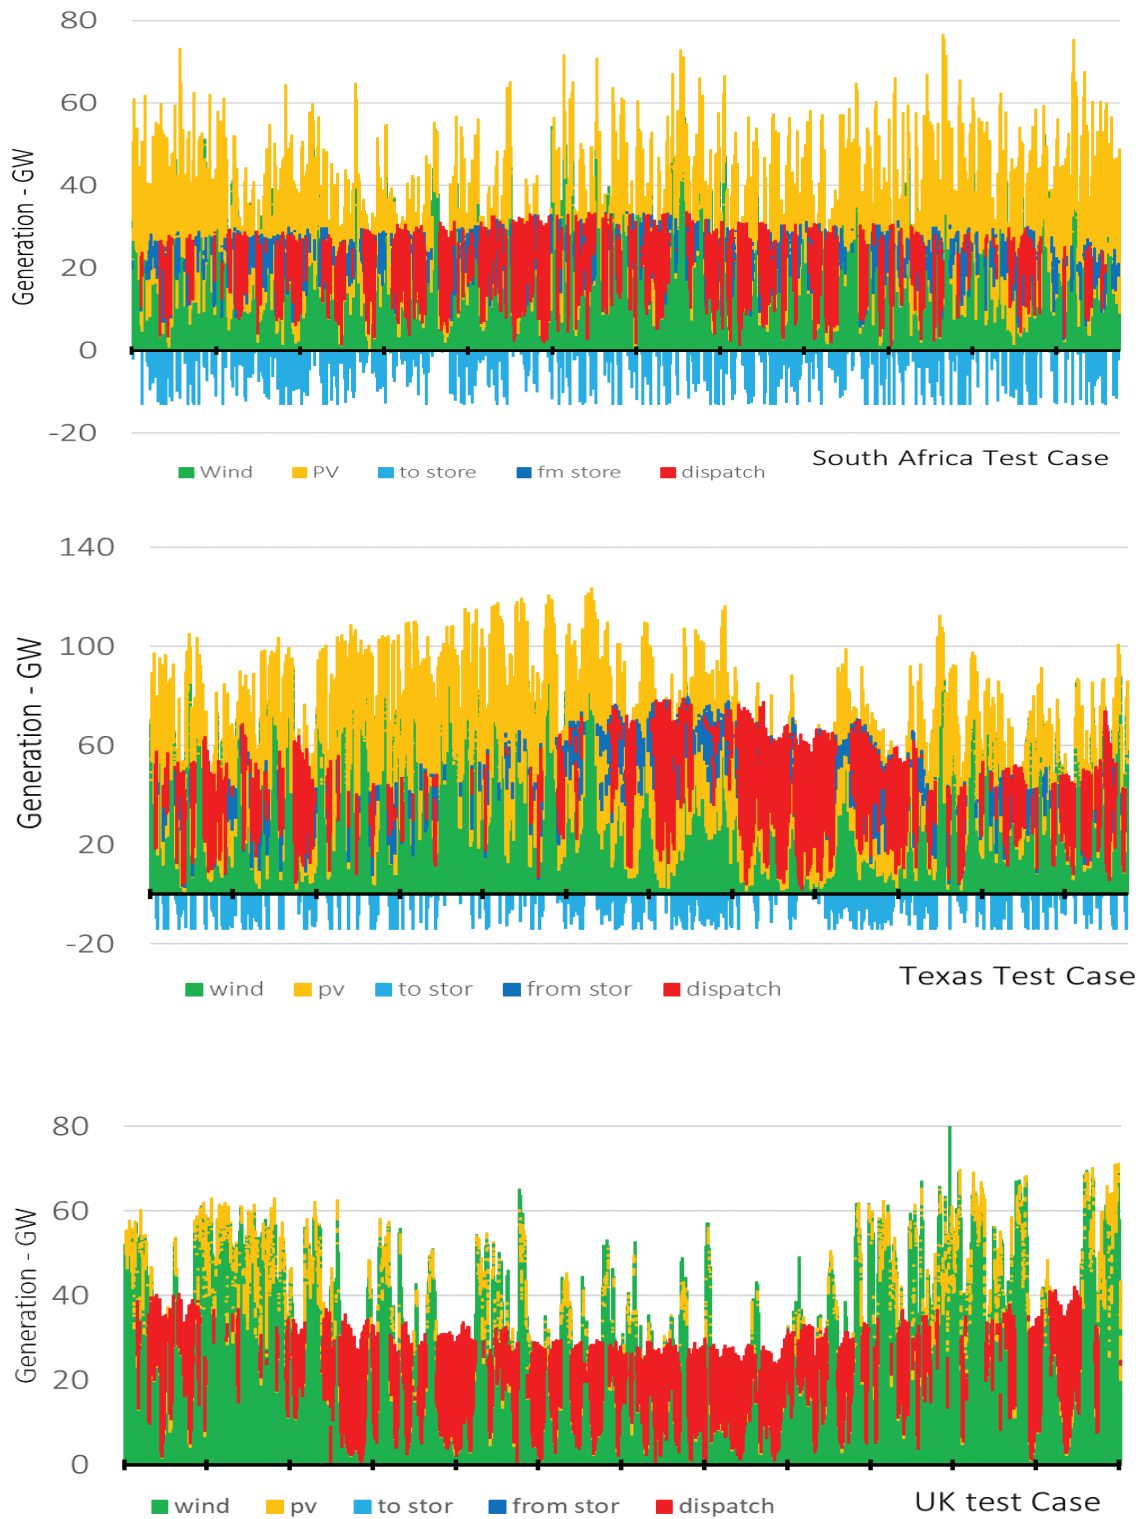 80
60
40
20
0
-20
Generation - GW
Wind PV to store fm store dispatch
South Africa Test Case
140
100
60
20
-20
Generation - GW
wind pv to stor from stor dispatch
Texas Test Case
80
60
40
20
0
Generation - GW
wind pv to stor from stor dispatch
UK test Case